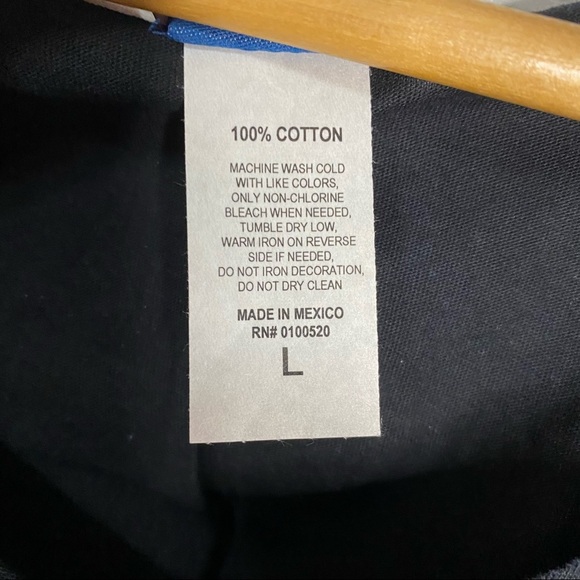 100% COTTON
MACHINE WASH COLD
WITH LIKE COLORS,
ONLY NON-CHLORINE
BLEACH WHEN NEEDED,
TUMBLE DRY LOW,
WARM IRON ON REVERSE
SIDE IF NEEDED,
DO NOT IRON DECORATION,
DO NOT DRY CLEAN
MADE IN MEXICO
RN# 0100520
L